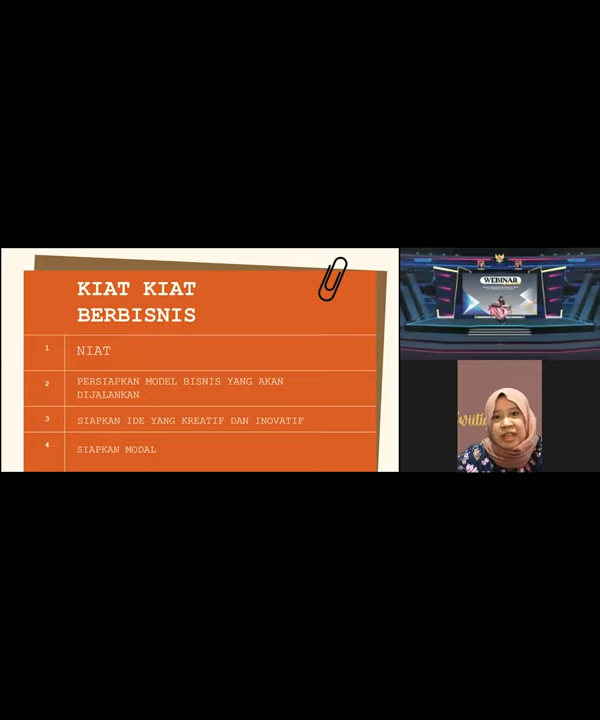 KIAT KIAT
BERBISNIS
1
NIAT
2
PERSIAPKAN MODEL BISNIS YANG AKAN
DIJALANKAN
3
SIAPKAN IDE YANG KREATIF DAN INOVATIF
4
SIAPKAN MODAL
WEBINAR